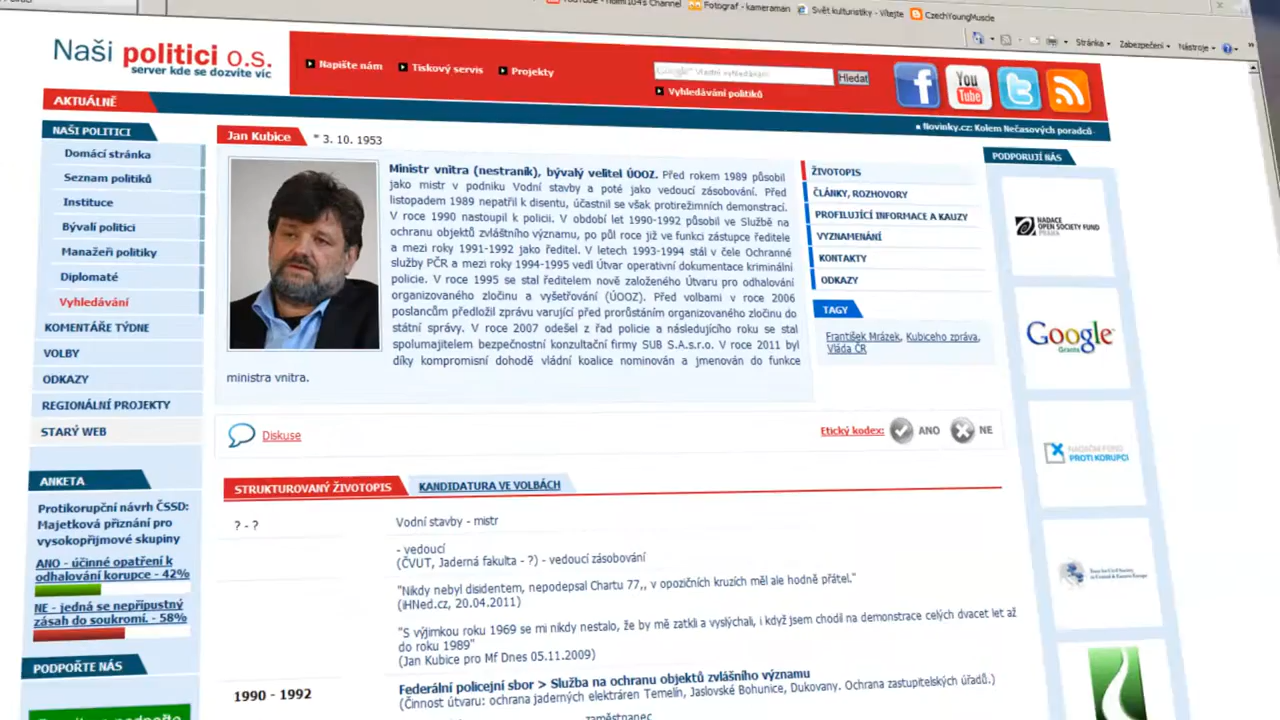 YouTube - holmi1045 Channel
Fotograf - kameraman
Svět kulturistiky - Vítejte
CzechYoungMuscle
Stránka
Zabezpečení
Nástroje
Naši politici o.s.
server kde se dozvíte víc
Napište nám
Tiskový servis
Projekty
Google™ Vlastní vyhledávání
Hledat
Vyhledávání politiků
You
Tube
AKTUÁLNĚ
Novinky.cz: Kolem Nečasových poradců
NAŠI POLITICI
Domácí stránka
Seznam politiků
Instituce
Bývalí politici
Manažeři politiky
Diplomaté
Vyhledávání
KOMENTÁŘE TÝDNE
VOLBY
ODKAZY
REGIONÁLNÍ PROJEKTY
STARÝ WEB
ANKETA
Protikorupční návrh ČSSD:
Majetková přiznání pro
vysokopříjmové skupiny
ANO - účinné opatření k
odhalování korupce - 42%
NE - jedná se nepřípustný
zásah do soukromí. - 58%
PODPOŘTE NÁS
Jan Kubice
* 3. 10. 1953
Ministr vnitra (nestraník), bývalý velitel ÚOOZ. Před rokem 1989 působil
jako mistr v podniku Vodní stavby a poté jako vedoucí zásobování. Před
listopadem 1989 nepatřil k disentu, účastnil se však protirežimních demonstrací.
V roce 1990 nastoupil k policii. V období let 1990-1992 působil ve Službě na
ochranu objektů zvláštního významu, po půl roce již ve funkci zástupce ředitele
a mezi roky 1991-1992 jako ředitel. V letech 1993-1994 stál v čele Ochranné
služby PČR a mezi roky 1994-1995 vedl Útvar operativní dokumentace kriminální
policie. V roce 1995 se stal ředitelem nově založeného Útvaru pro odhalování
organizovaného zločinu a vyšetřování (ÚOOZ). Před volbami v roce 2006
poslancům předložil zprávu varující před prorůstáním organizovaného zločinu do
státní správy. V roce 2007 odešel z řad policie a následujícího roku se stal
spolumajitelem bezpečnostní konzultační firmy SUB S.A.s.r.o. V roce 2011 byl
díky kompromisní dohodě vládní koalice nominován a jmenován do funkce
ministra vnitra.
ŽIVOTOPIS
ČLÁNKY, ROZHOVORY
PROFILUJÍCÍ INFORMACE A KAUZY
VYZNAMENÁNÍ
KONTAKTY
ODKAZY
TAGY
František Mrázek, Kubiceho zpráva,
Vláda ČR
Diskuse
Etický kodex:
ANO
NE
STRUKTUROVANÝ ŽIVOTOPIS
KANDIDATURA VE VOLBÁCH
? - ?
Vodní stavby - mistr
- vedoucí
(ČVUT, Jaderná fakulta - ?) - vedoucí zásobování
"Nikdy nebyl disidentem, nepodepsal Chartu 77,, v opozičních kruzích měl ale hodně přátel."
(iHNed.cz, 20.04.2011)
"S výjimkou roku 1969 se mi nikdy nestalo, že by mě zatkli a vyslýchali, i když jsem chodil na demonstrace celých dvacet let až
do roku 1989"
(Jan Kubice pro Mf Dnes 05.11.2009)
1990 - 1992
Federální policejní sbor > Služba na ochranu objektů zvlášního významu
(Činnost útvaru: ochrana jaderných elektráren Temelín, Jaslovské Bohunice, Dukovany. Ochrana zastupitelských úřadů.)
zaměstnanec
PODPORUJÍ NÁS
NADACE
OPEN SOCIETY FUND
PRAHA
Google
Grants
NADAČNÍ FOND
PROTI KORUPCI